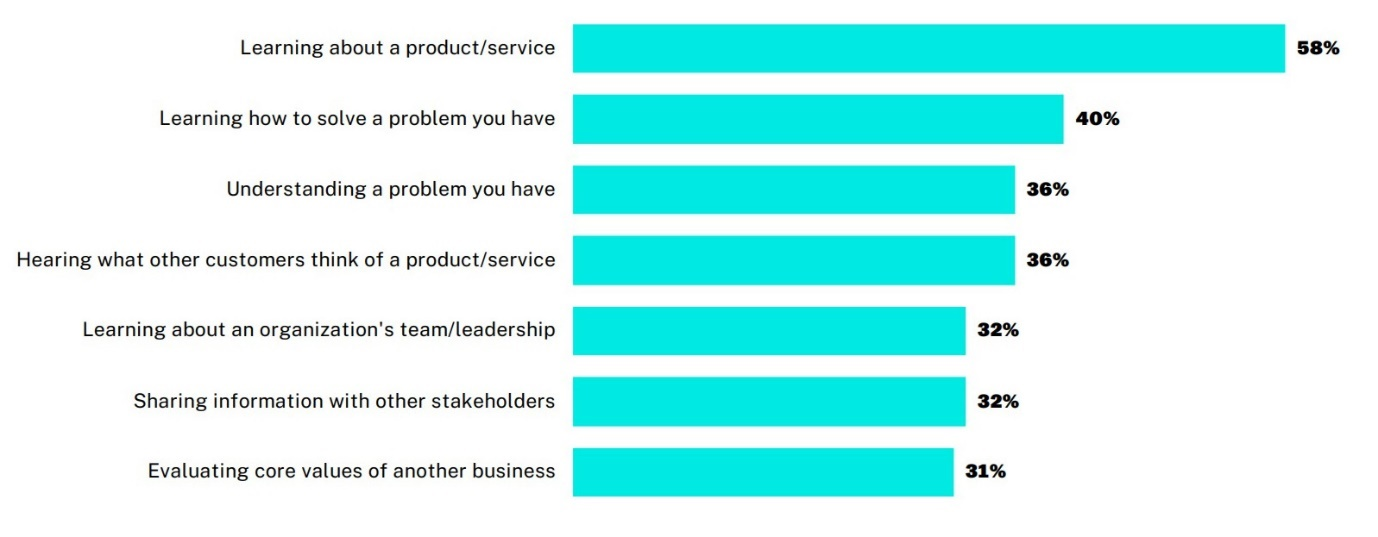 Learning about a product/service 58%
Learning how to solve a problem you have 40%
Understanding a problem you have 36%
Hearing what other customers think of a product/service 36%
Learning about an organization's team/leadership 32%
Sharing information with other stakeholders 32%
Evaluating core values of another business 31%